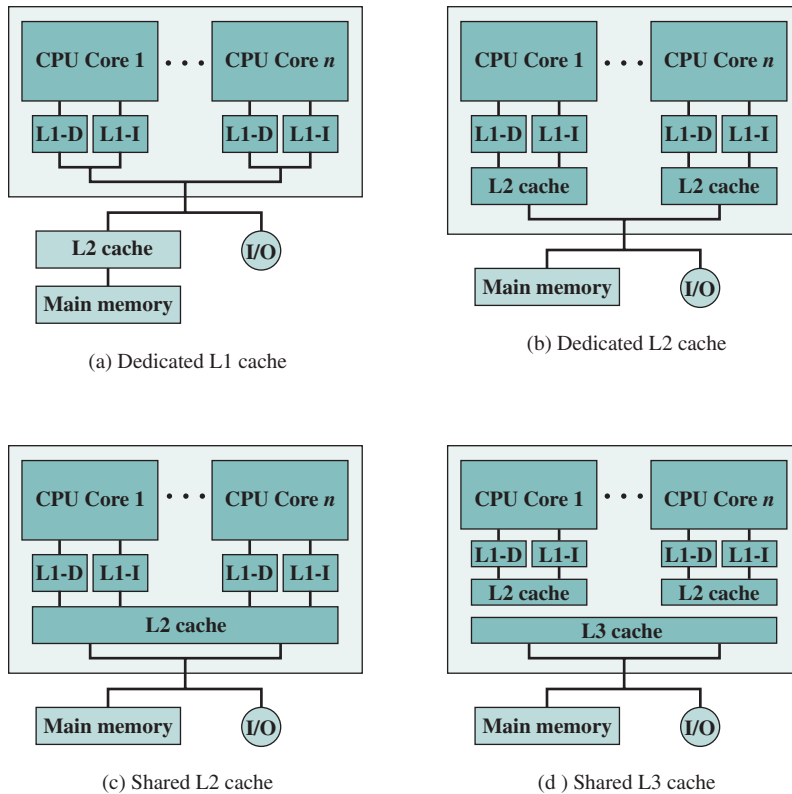 CPU Core 1 • • • CPU Core n
L1-D L1-I L1-D L1-I
L2 cache I/O
Main memory
(a) Dedicated L1 cache
CPU Core 1 • • • CPU Core n
L1-D L1-I L1-D L1-I
L2 cache L2 cache
Main memory I/O
(b) Dedicated L2 cache
CPU Core 1 • • • CPU Core n
L1-D L1-I L1-D L1-I
L2 cache
Main memory I/O
(c) Shared L2 cache
CPU Core 1 • • • CPU Core n
L1-D L1-I L1-D L1-I
L2 cache L2 cache
L3 cache
Main memory I/O
(d ) Shared L3 cache